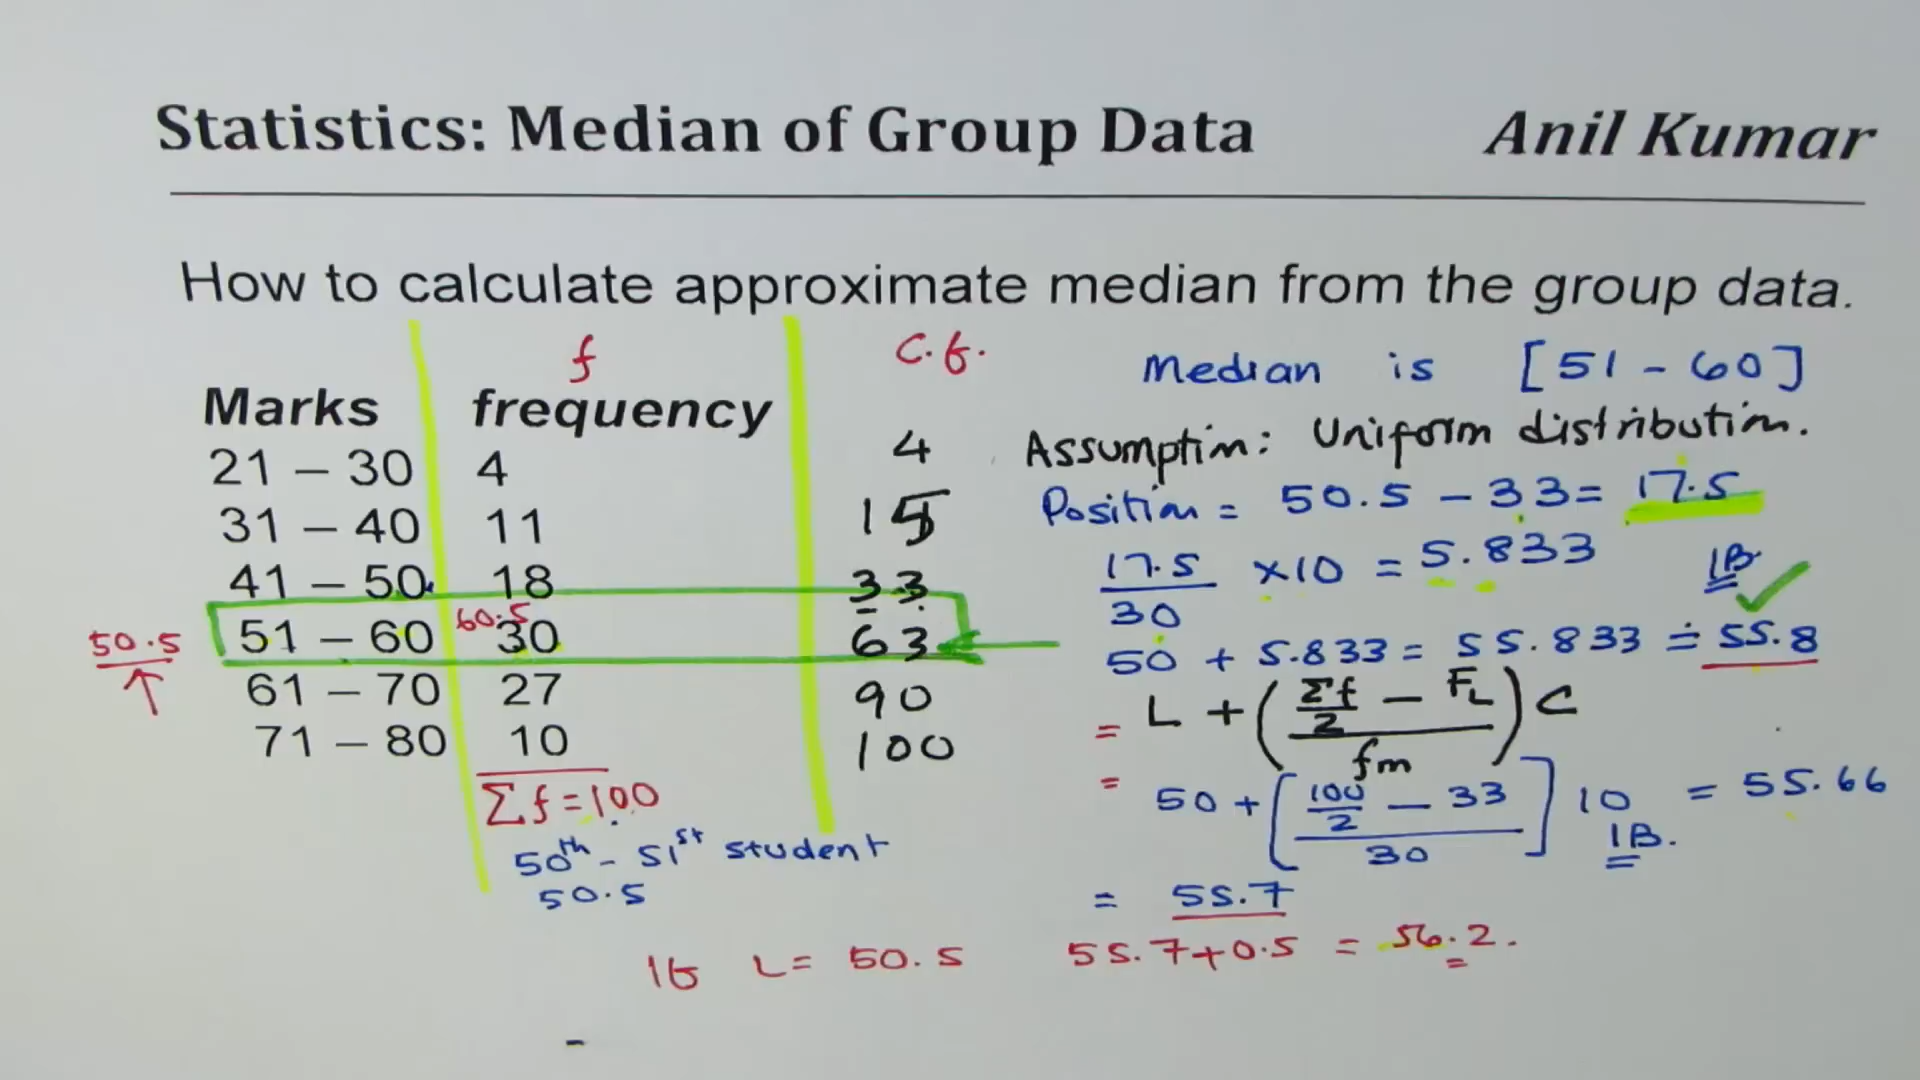 Statistics: Median of Group Data Anil Kumar
How to calculate approximate median from the group data.
f c.f.
Marks frequency
21 – 30 4 4
31 – 40 11 15
41 – 50 18 33
51 – 60 30 63
60.5
50.5
61 – 70 27 90
71 – 80 10 100
Σf = 100
50th - 51st student
50.5
Median is [51 - 60]
Assumptin: Uniform distributin.
Position = 50.5 - 33 = 17.5
17.5/30 ×10 = 5.833
IB.
50 + 5.833 = 55.833 ≐ 55.8
= L + (Σf/2 - FL / fm) C
= 50 + [100/2 - 33 / 30] 10 = 55.66
IB.
= 55.7
If L = 50.5 55.7+0.5 = 56.2.